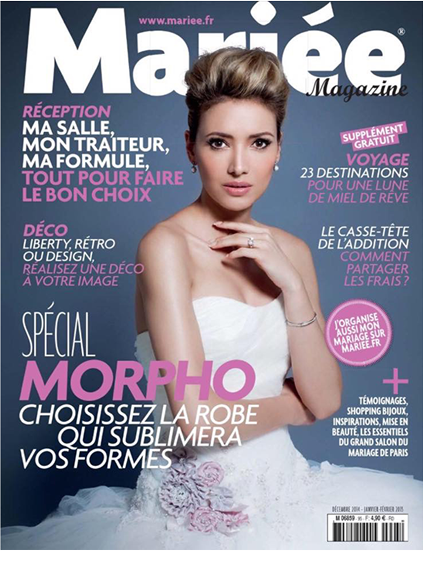 www.mariee.fr
Mariée®
Magazine
RÉCEPTION
MA SALLE,
MON TRAITEUR,
MA FORMULE,
TOUT POUR FAIRE
LE BON CHOIX
SUPPLÉMENT
GRATUIT
VOYAGE
23 DESTINATIONS
POUR UNE LUNE
DE MIEL DE RÊVE
DÉCO
LIBERTY, RÉTRO
OU DESIGN,
RÉALISEZ UNE DÉCO
À VOTRE IMAGE
LE CASSE-TÊTE
DE L'ADDITION
COMMENT
PARTAGER
LES FRAIS ?
J'ORGANISE
AUSSI MON
MARIAGE SUR
MARIEE.FR
SPÉCIAL
MORPHO
CHOISISSEZ LA ROBE
QUI SUBLIMERA
VOS FORMES
+
TÉMOIGNAGES,
SHOPPING BIJOUX,
INSPIRATIONS, MISE EN
BEAUTÉ, LES ESSENTIELS
DU GRAND SALON DU
MARIAGE DE PARIS
DÉCEMBRE 2014 - JANVIER-FÉVRIER 2015
4,90 €